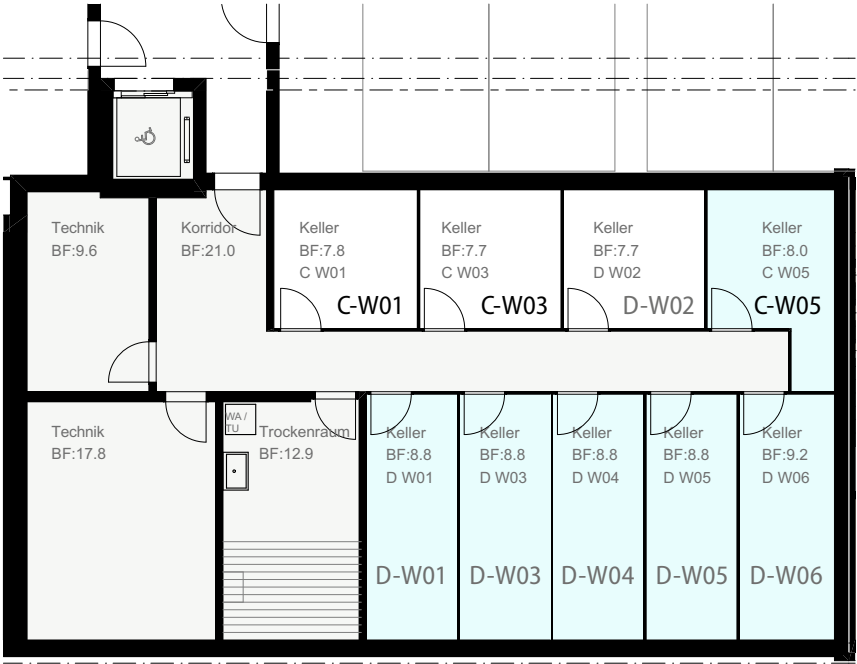 Technik
BF:9.6
Korridor
BF:21.0
Keller
BF:7.8
C W01
C-W01
Keller
BF:7.7
C W03
C-W03
Keller
BF:7.7
D W02
D-W02
Keller
BF:8.0
C W05
C-W05
Technik
BF:17.8
WA /
TU
Trockenraum
BF:12.9
Keller
BF:8.8
D W01
D-W01
Keller
BF:8.8
D W03
D-W03
Keller
BF:8.8
D W04
D-W04
Keller
BF:8.8
D W05
D-W05
Keller
BF:9.2
D W06
D-W06